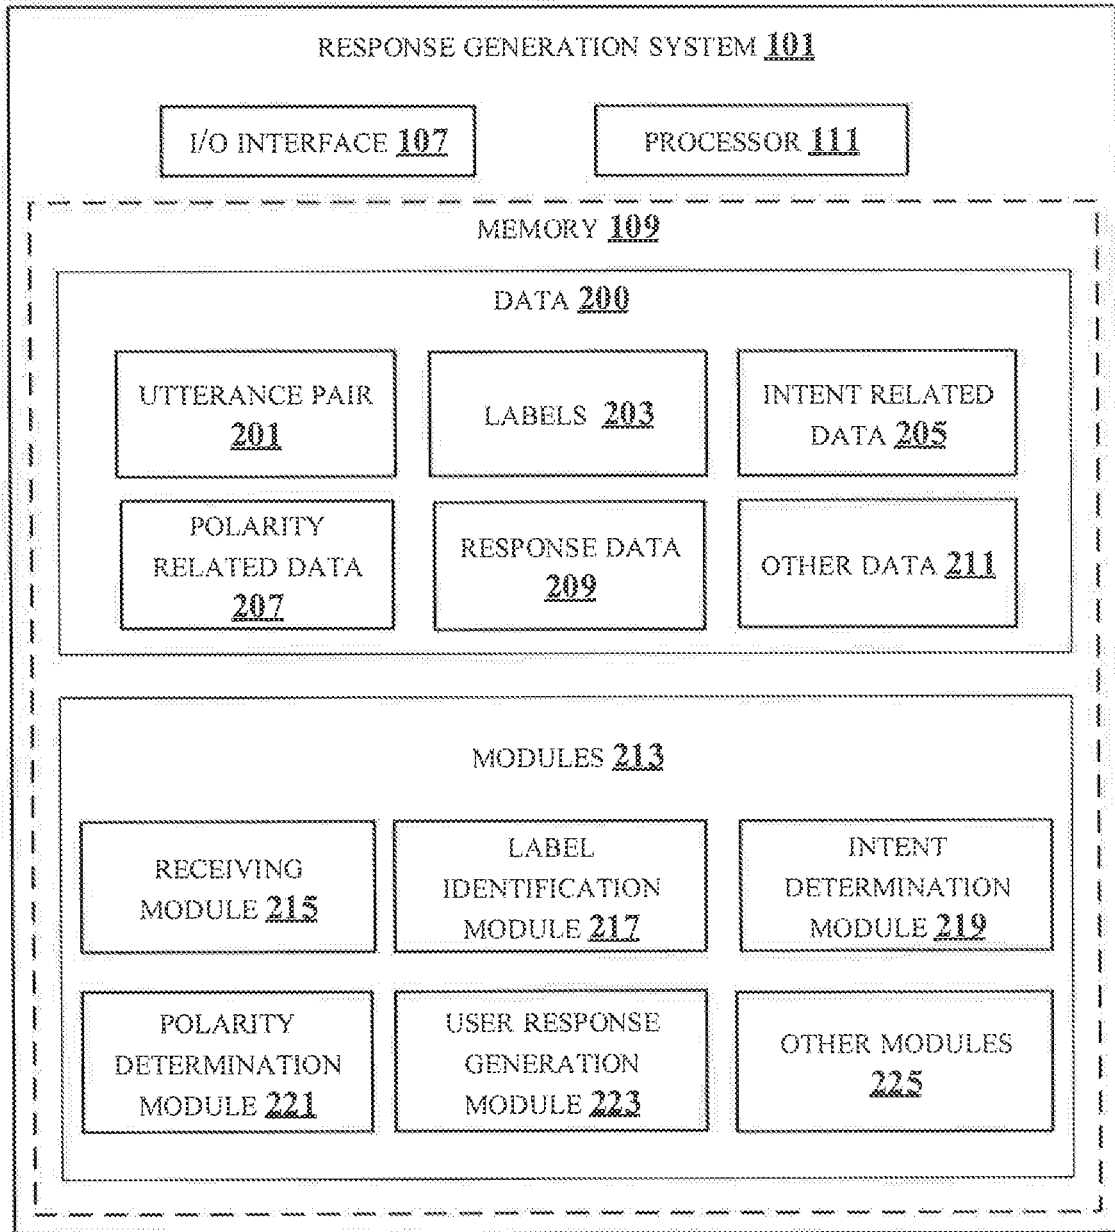 RESPONSE GENERATION SYSTEM 101
I/O INTERFACE 107
PROCESSOR 111
MEMORY 109
DATA 200
UTTERANCE PAIR
201
LABELS 203
INTENT RELATED
DATA 205
POLARITY
RELATED DATA
207
RESPONSE DATA
209
OTHER DATA 211
MODULES 213
RECEIVING
MODULE 215
LABEL
IDENTIFICATION
MODULE 217
INTENT
DETERMINATION
MODULE 219
POLARITY
DETERMINATION
MODULE 221
USER RESPONSE
GENERATION
MODULE 223
OTHER MODULES
225